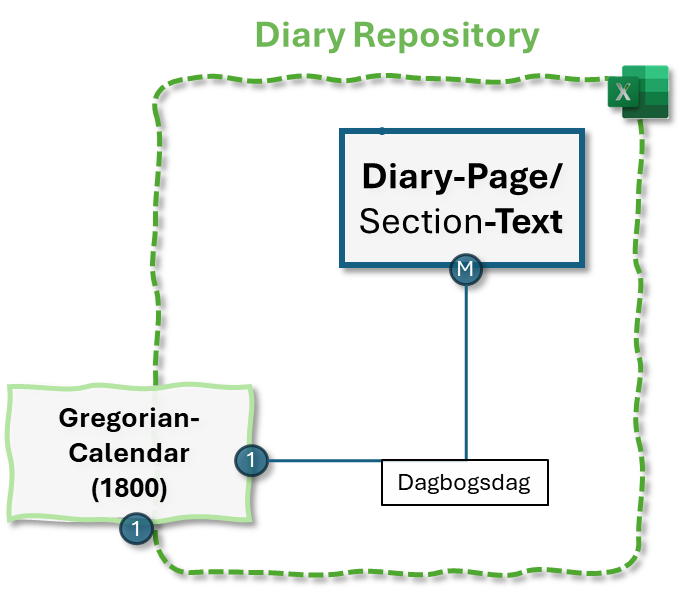 Diary Repository
X
Diary-Page/
Section-Text
M
Gregorian-
Calendar
(1800)
1
Dagbogsdag
1